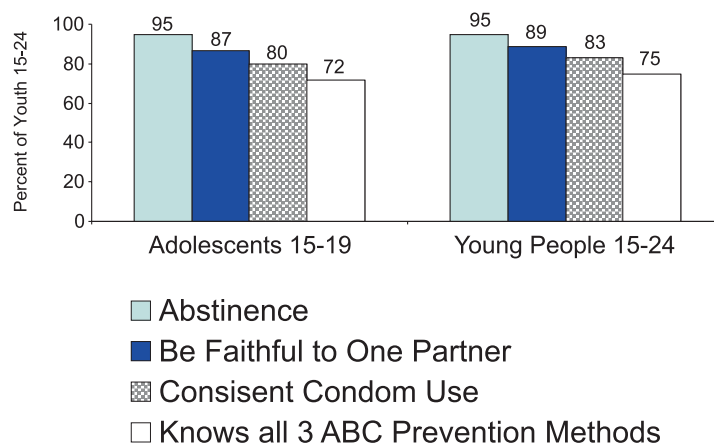 Percent of Youth 15-24
100
80
60
40
20
0
95
87
80
72
95
89
83
75
Adolescents 15-19
Young People 15-24
Abstinence
Be Faithful to One Partner
Consisent Condom Use
Knows all 3 ABC Prevention Methods